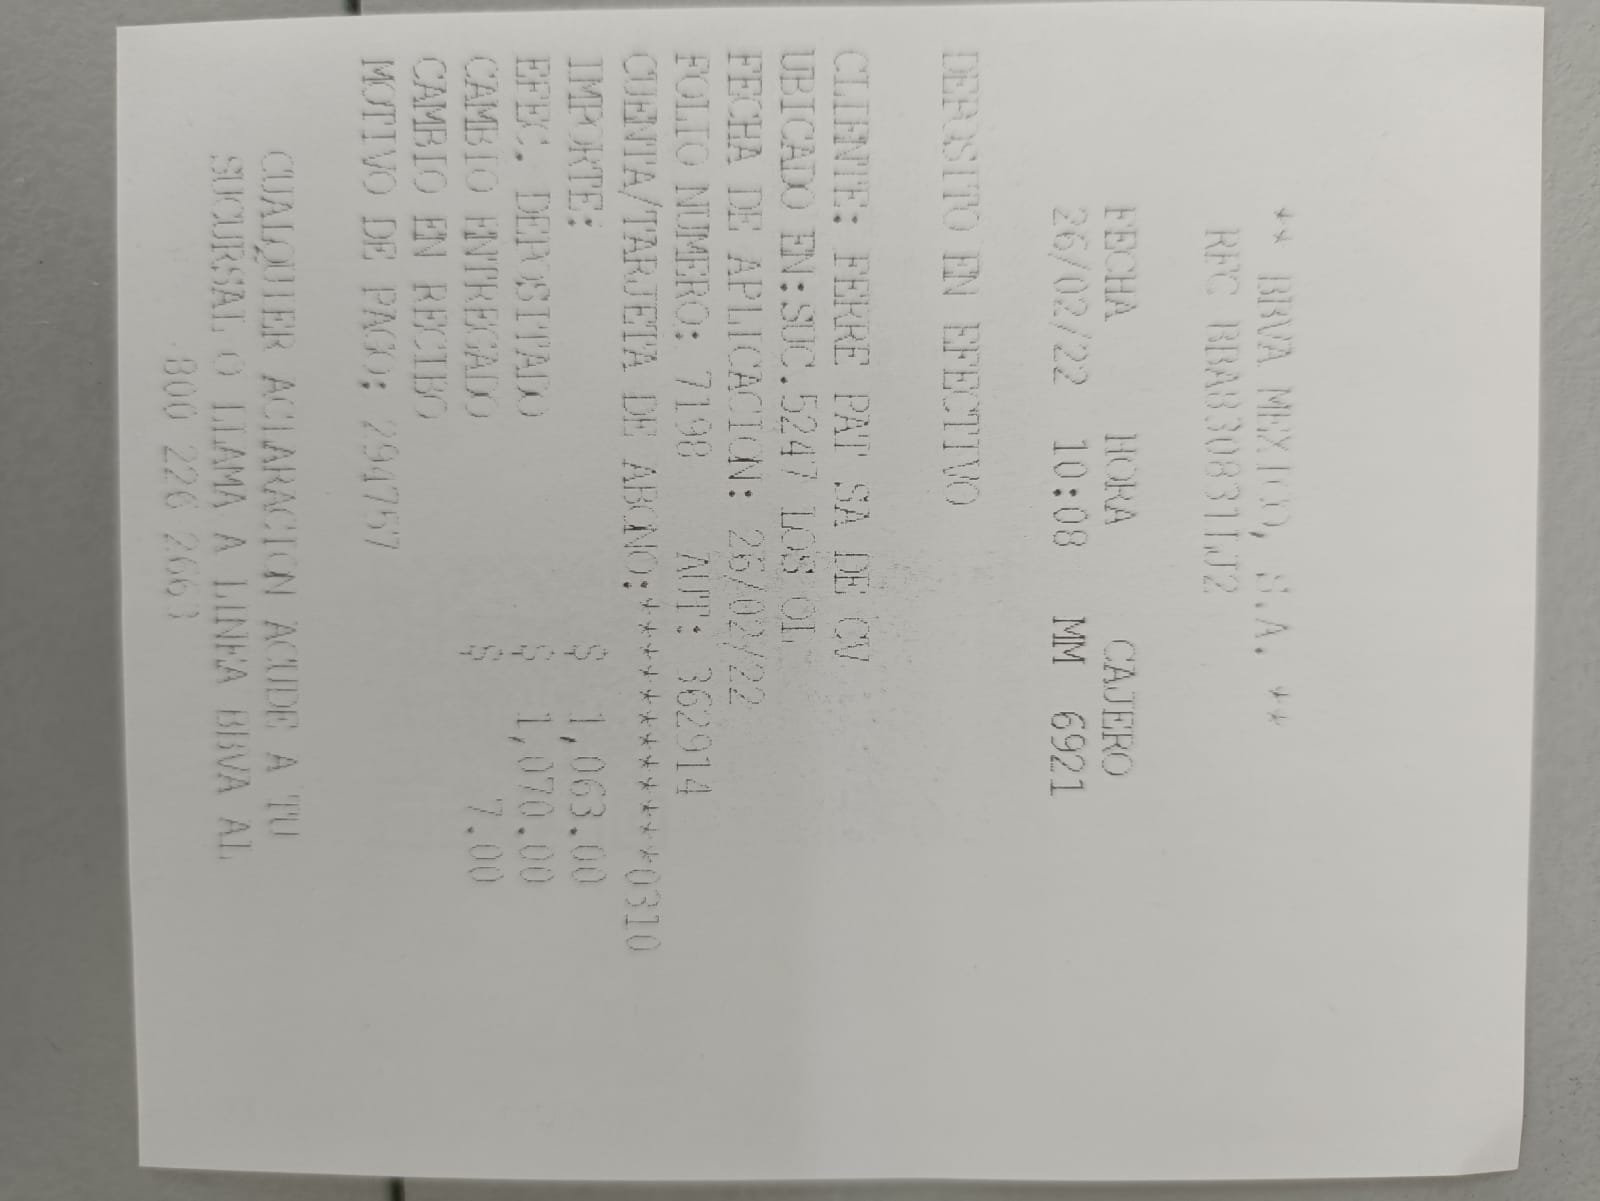 ** BBVA MEXICO, S.A. **
RFC BBA830831LJ2
FECHA HORA CAJERO
26/02/22 10:08 MM 6921
DEPOSITO EN EFECTIVO
CLIENTE: FERRE PAT SA DE CV
UBICADO EN:SUC.5247 LOS OL
FECHA DE APLICACION: 26/02/22
FOLIO NUMERO: 7198 AUT: 362914
CUENTA/TARJETA DE ABONO:************0310
IMPORTE: $ 1,063.00
EFEC. DEPOSITADO $ 1,070.00
CAMBIO ENTREGADO $ 7.00
CAMBIO EN RECIBO
MOTIVO DE PAGO: 294757
CUALQUIER ACLARACION ACUDE A TU
SUCURSAL O LLAMA A LINEA BBVA AL
800 226 2663